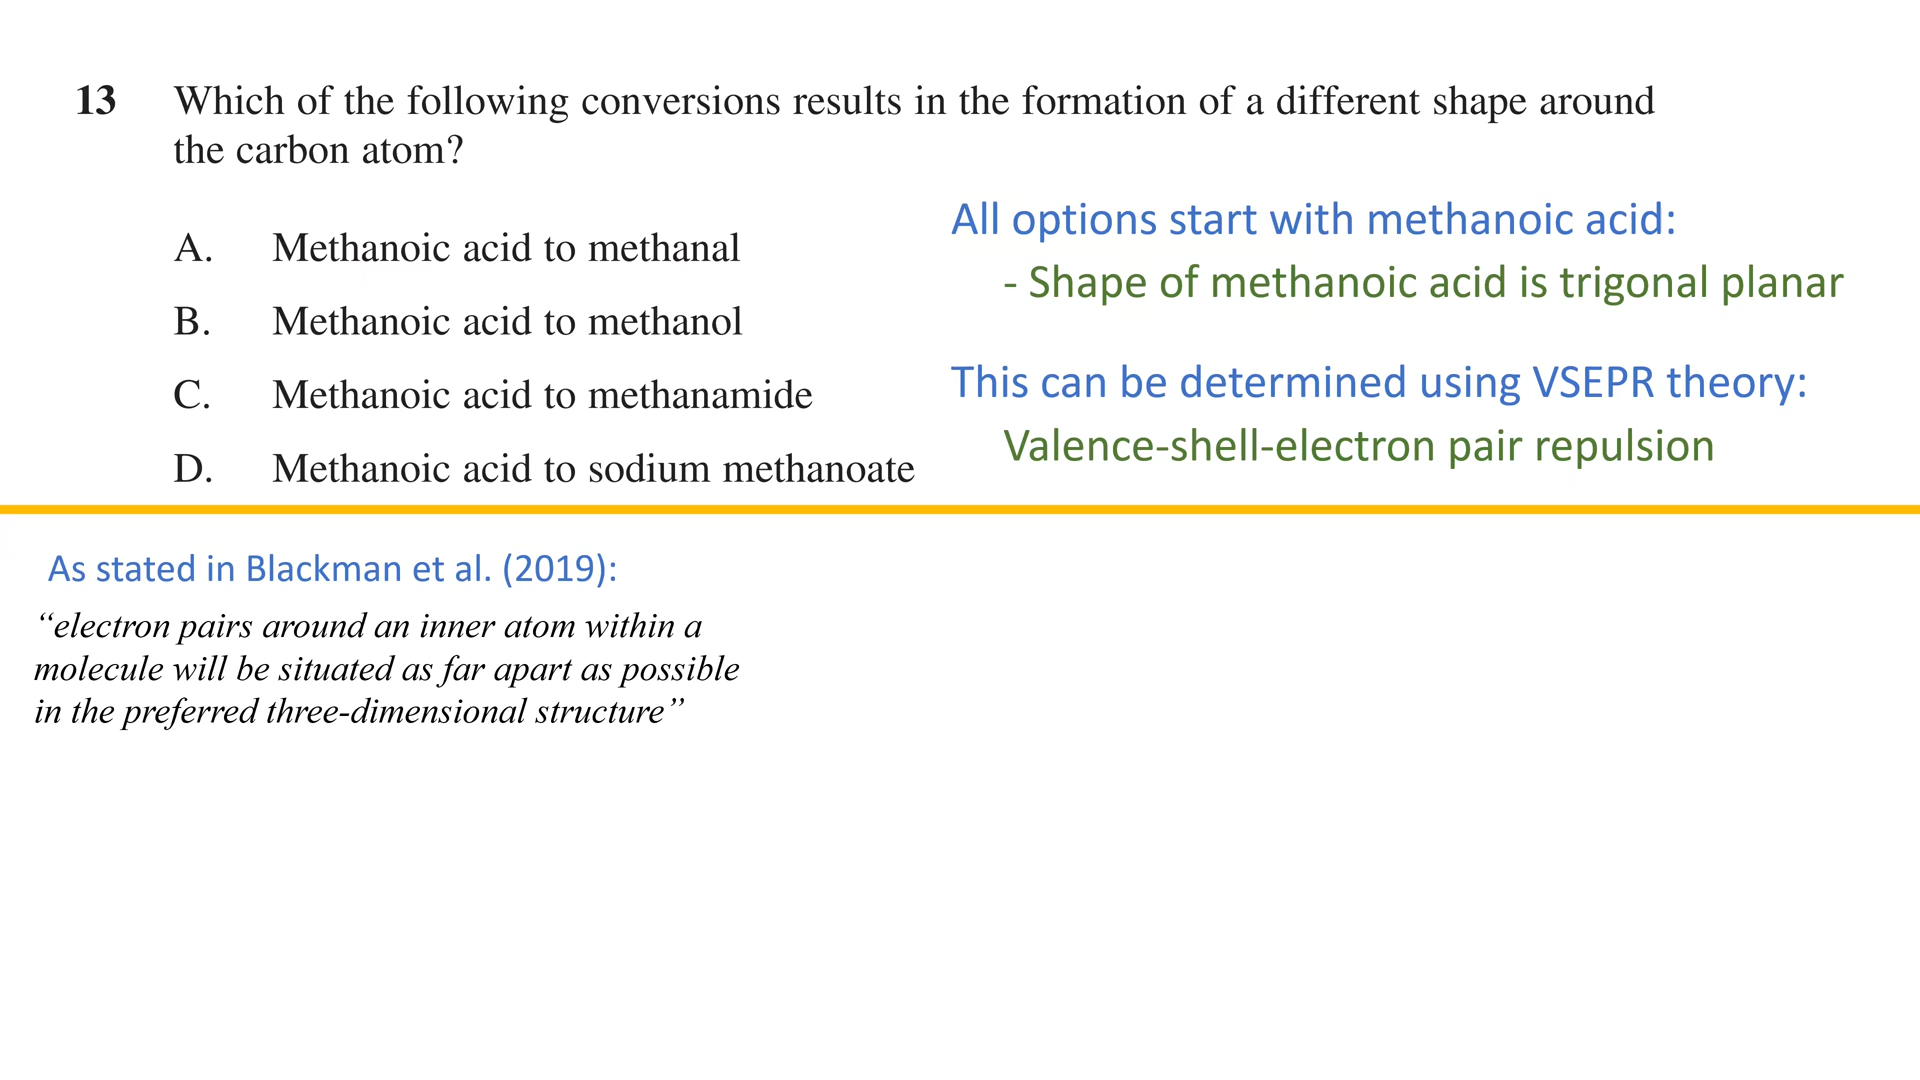 13 Which of the following conversions results in the formation of a different shape around
the carbon atom?
A. Methanoic acid to methanal
B. Methanoic acid to methanol
C. Methanoic acid to methanamide
D. Methanoic acid to sodium methanoate
All options start with methanoic acid:
- Shape of methanoic acid is trigonal planar
This can be determined using VSEPR theory:
Valence-shell-electron pair repulsion
As stated in Blackman et al. (2019):
“electron pairs around an inner atom within a
molecule will be situated as far apart as possible
in the preferred three-dimensional structure”